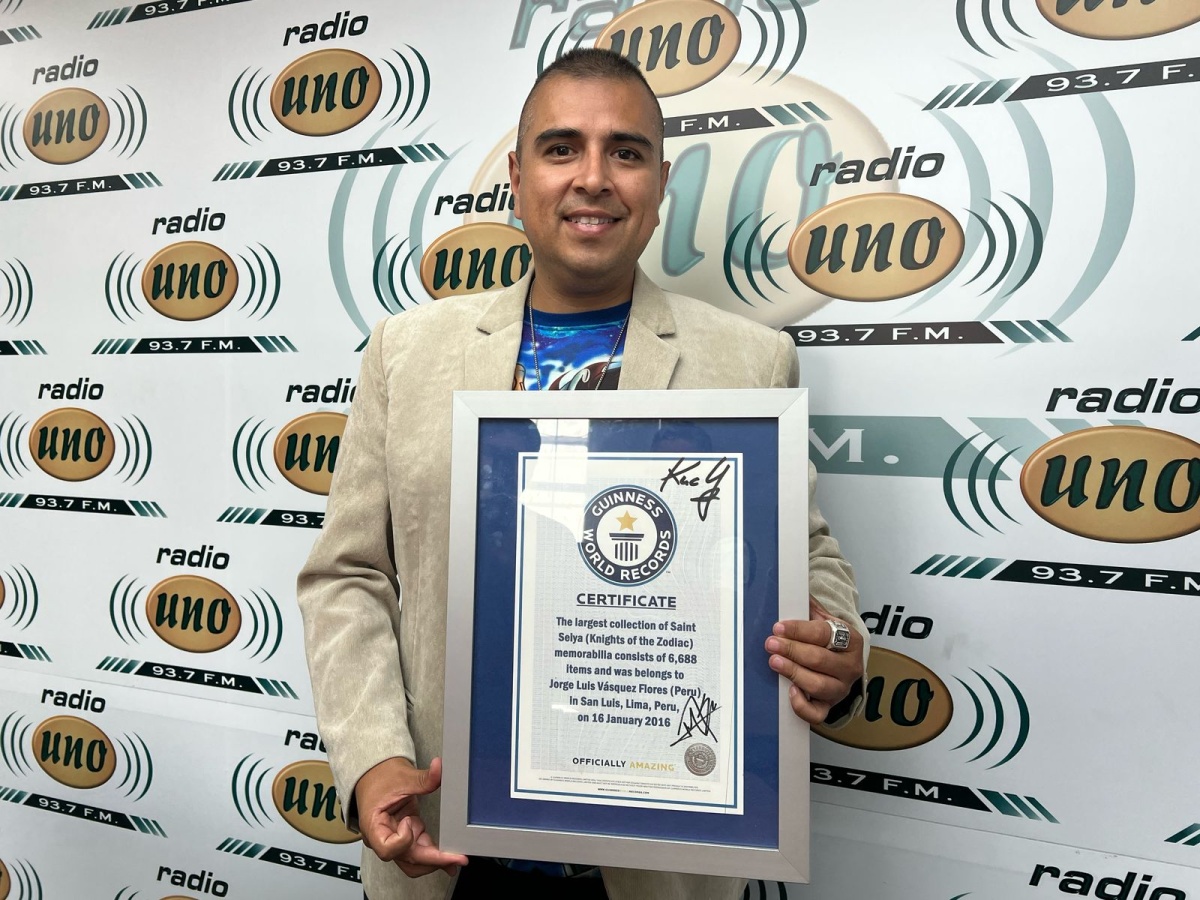 radio
uno
93.7 F.M.
GUINNESS
WORLD RECORDS
CERTIFICATE
The largest collection of Saint
Seiya (Knights of the Zodiac)
memorabilia consists of 6,688
items and was belongs to
Jorge Luis Vásquez Flores (Peru)
in San Luis, Lima, Peru,
on 16 January 2016
OFFICIALLY AMAZING